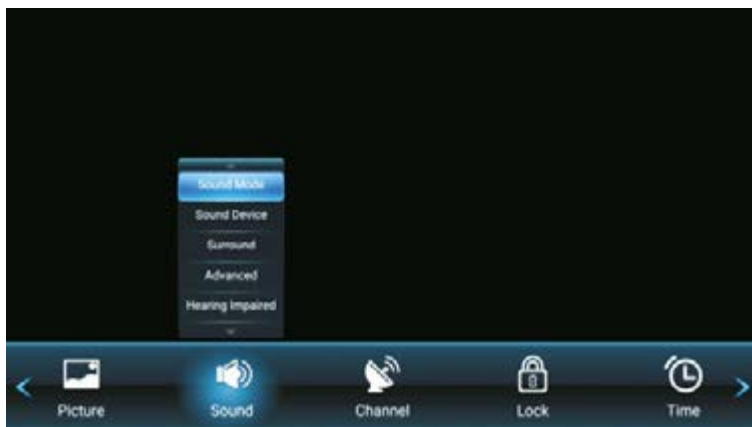 Sound Mode
Sound Device
Surround
Advanced
Hearing Impaired
Picture
Sound
Channel
Lock
Time